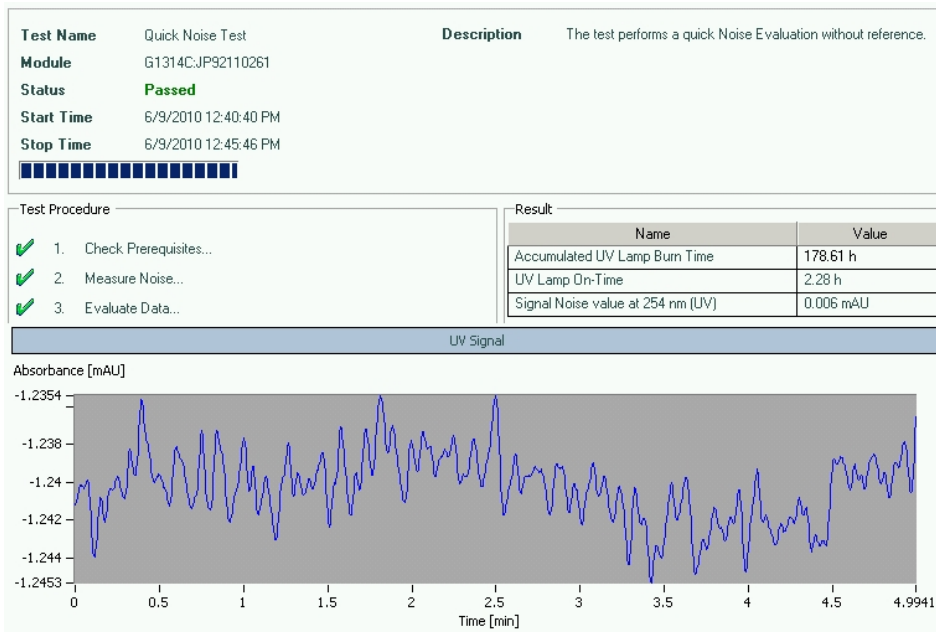 Test Name Quick Noise Test Description The test performs a quick Noise Evaluation without reference.
Module G1314C:JP92110261
Status Passed
Start Time 6/9/2010 12:40:40 PM
Stop Time 6/9/2010 12:45:46 PM
Test Procedure
1. Check Prerequisites...
2. Measure Noise...
3. Evaluate Data...
Result
Name Value
Accumulated UV Lamp Burn Time 178.61 h
UV Lamp On-Time 2.28 h
Signal Noise value at 254 nm (UV) 0.006 mAU
UV Signal
Absorbance [mAU]
-1.2354
-1.238
-1.24
-1.242
-1.244
-1.2453
0 0.5 1 1.5 2 2.5 3 3.5 4 4.5 4.9941
Time [min]